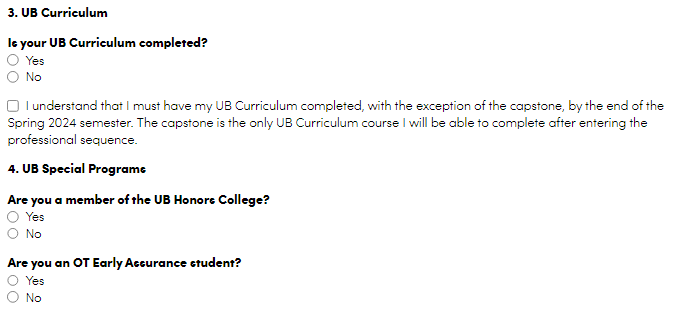 3. UB Curriculum
Is your UB Curriculum completed?
Yes
No
I understand that I must have my UB Curriculum completed, with the exception of the capstone, by the end of the
Spring 2024 semester. The capstone is the only UB Curriculum course I will be able to complete after entering the
professional sequence.
4. UB Special Programs
Are you a member of the UB Honors College?
Yes
No
Are you an OT Early Assurance student?
Yes
No